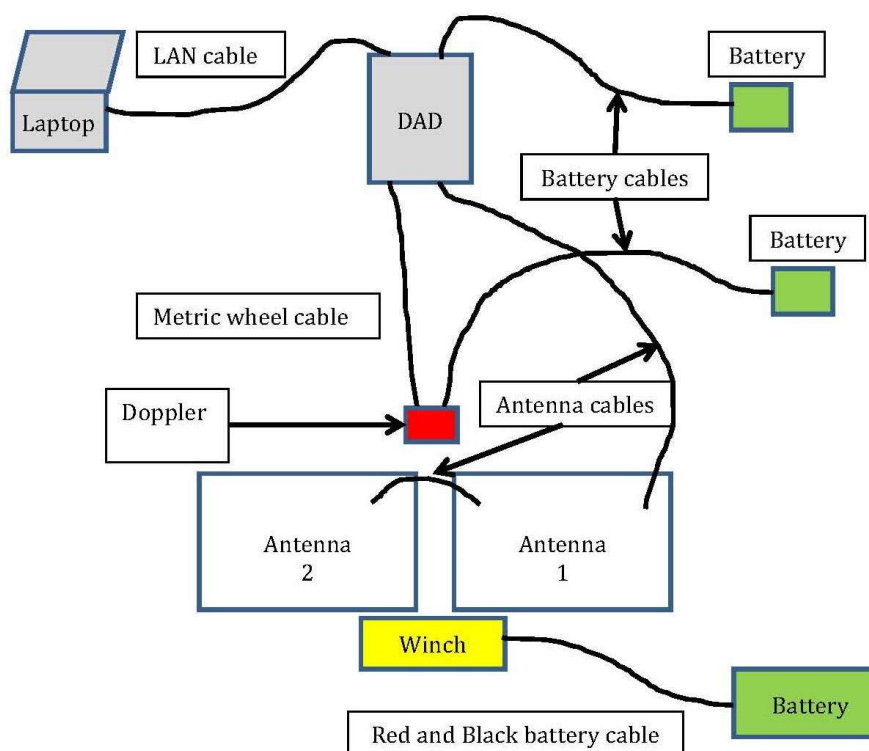 LAN cable
Battery
Laptop
DAD
Battery cables
Battery
Metric wheel cable
Doppler
Antenna cables
Antenna
2
Antenna
1
Winch
Battery
Red and Black battery cable